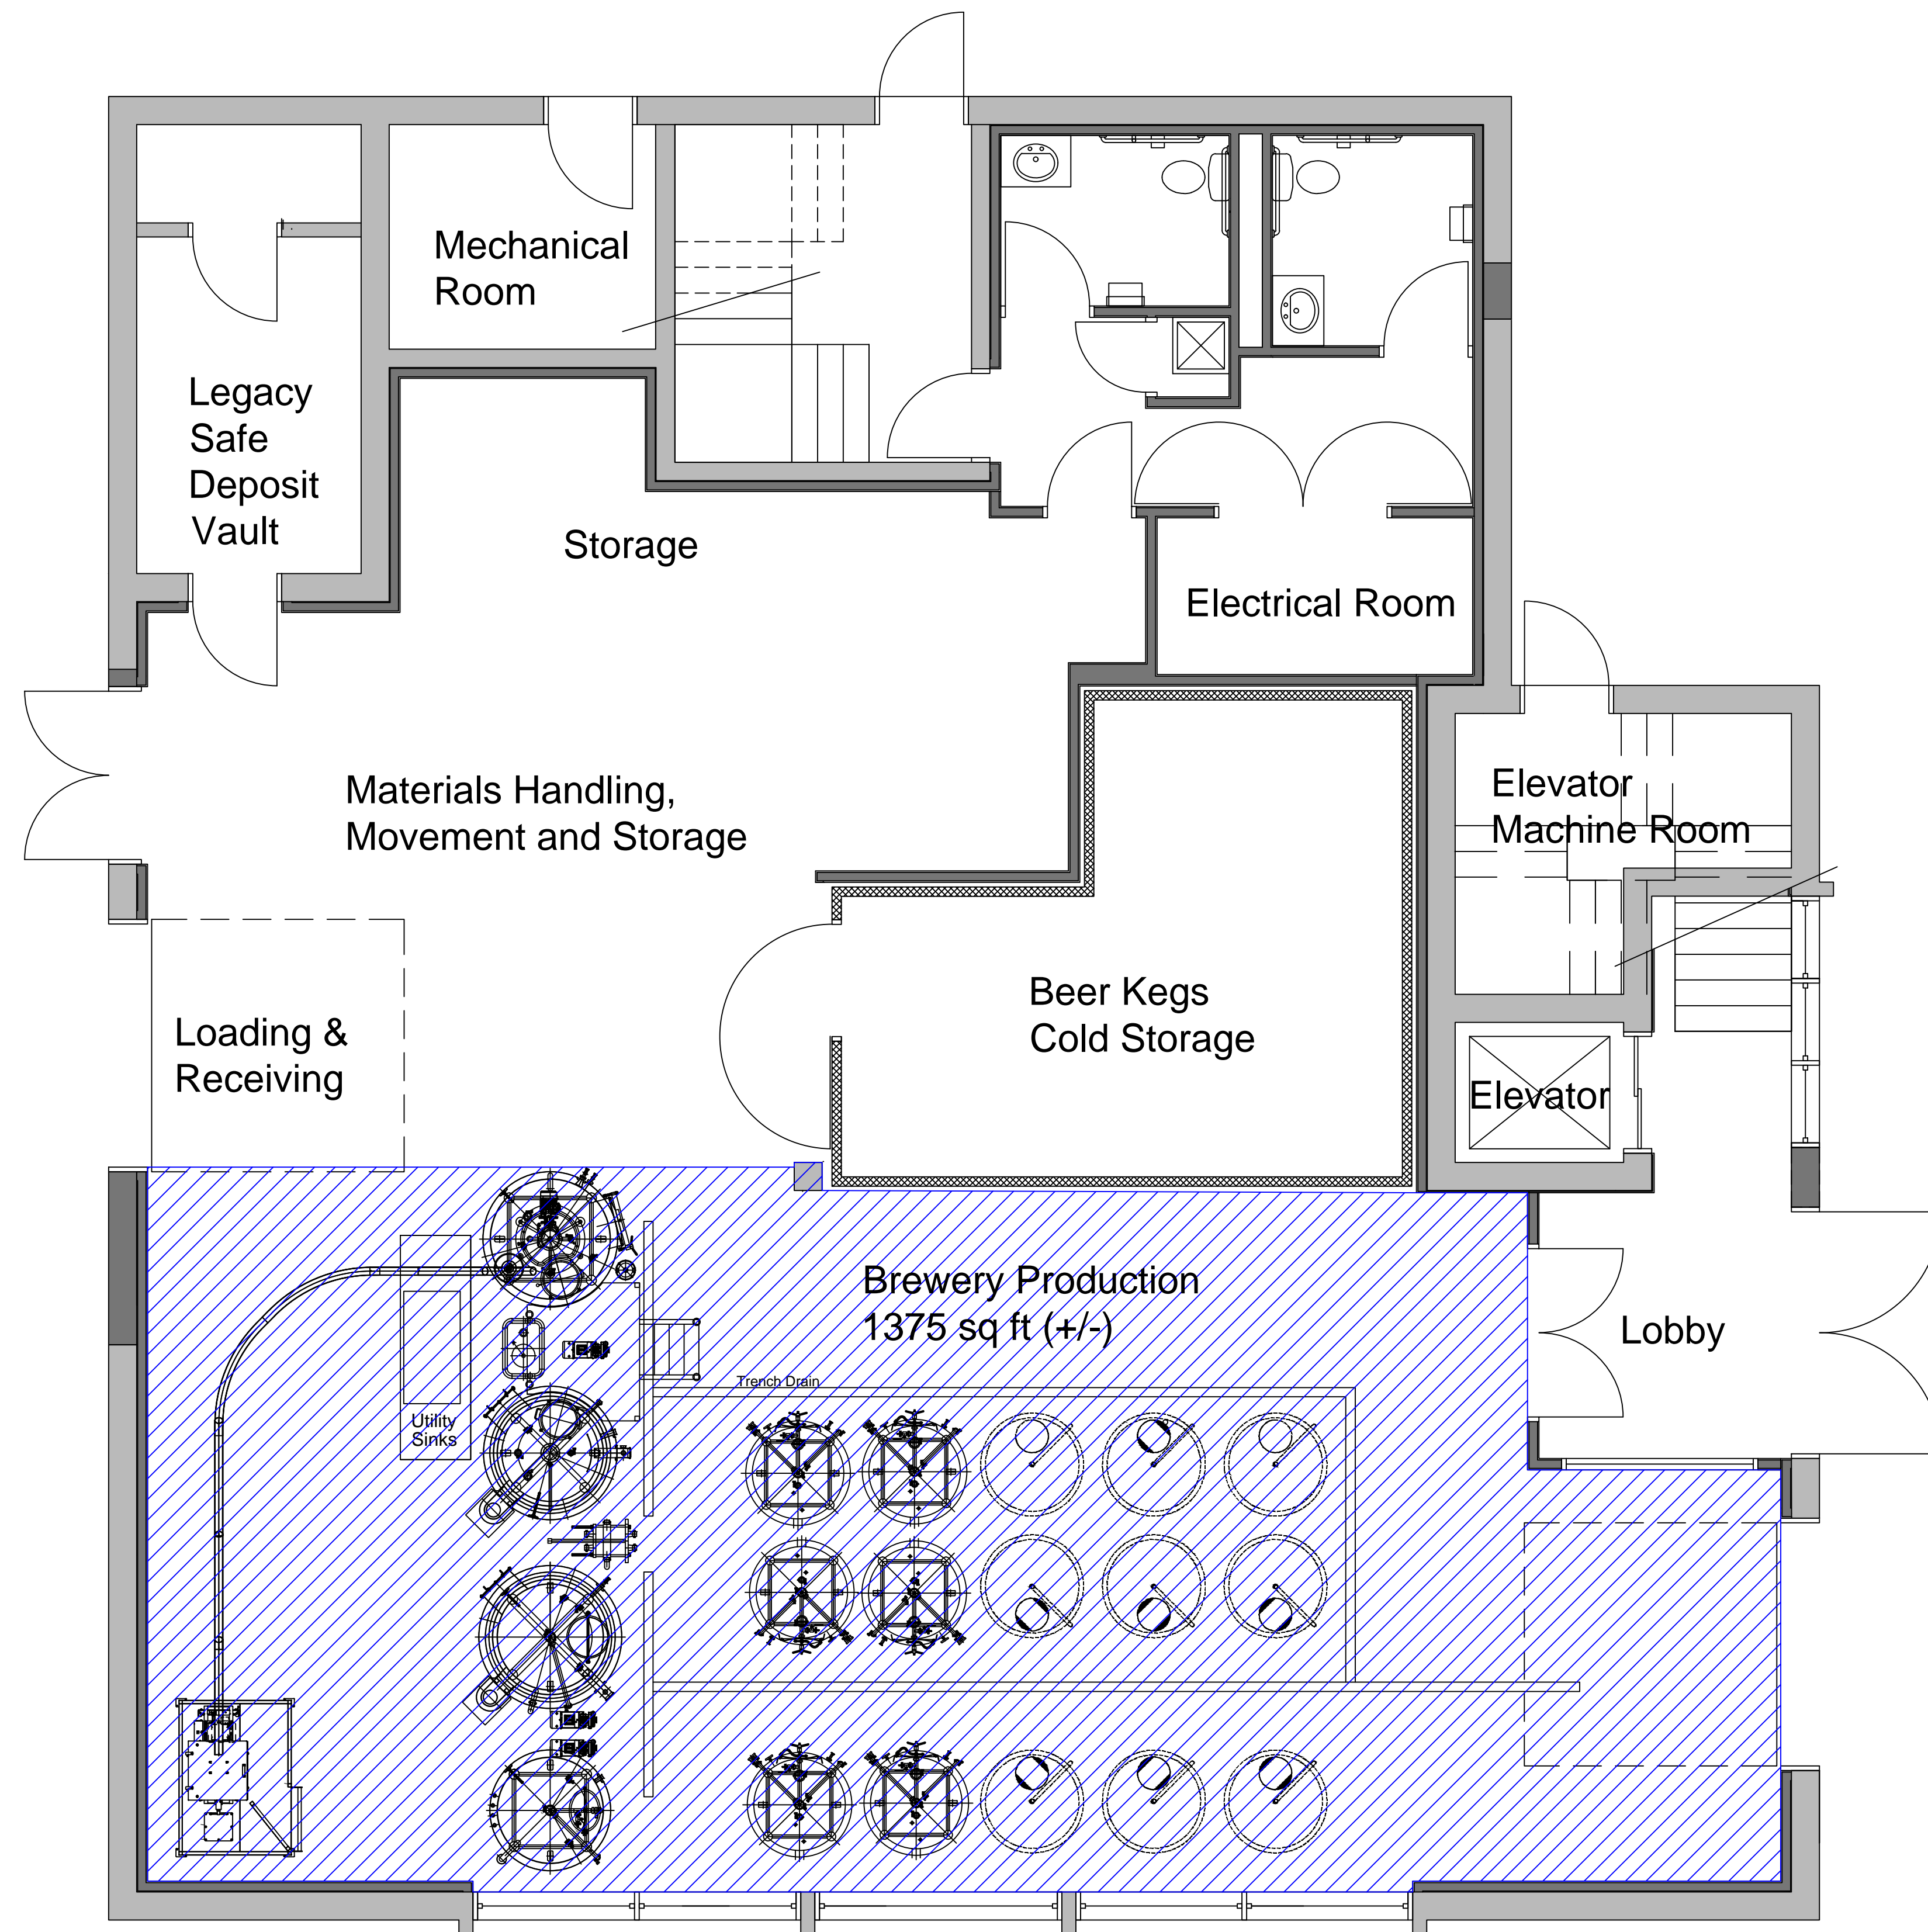 Mechanical
Room
Legacy
Safe
Deposit
Vault
Storage
Electrical Room
Materials Handling,
Movement and Storage
Elevator
Machine Room
Beer Kegs
Cold Storage
Loading &
Receiving
Elevator
Brewery Production
1375 sq ft (+/-)
Lobby
Trench Drain
Utility
Sinks